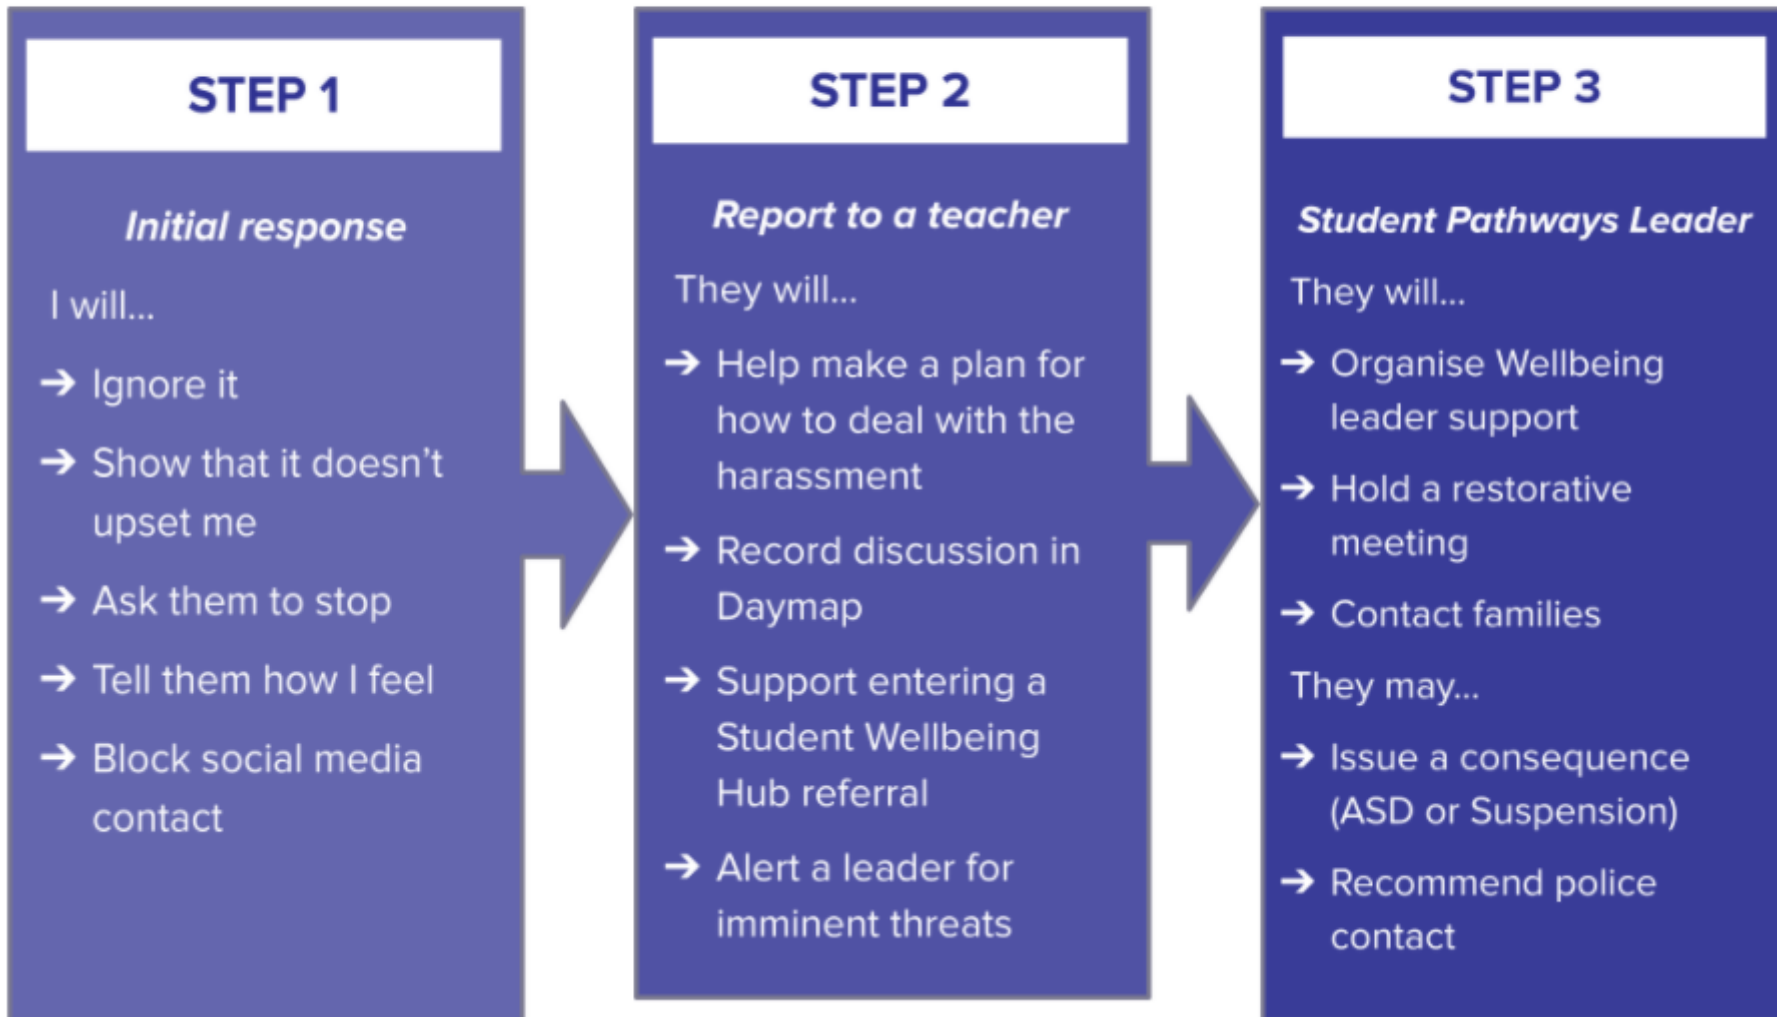 STEP 1
Initial response
I will...
➔ Ignore it
➔ Show that it doesn't
upset me
➔ Ask them to stop
➔ Tell them how I feel
➔ Block social media
contact
STEP 2
Report to a teacher
They will...
➔ Help make a plan for
how to deal with the
harassment
➔ Record discussion in
Daymap
➔ Support entering a
Student Wellbeing
Hub referral
➔ Alert a leader for
imminent threats
STEP 3
Student Pathways Leader
They will...
➔ Organise Wellbeing
leader support
➔ Hold a restorative
meeting
➔ Contact families
They may...
➔ Issue a consequence
(ASD or Suspension)
➔ Recommend police
contact